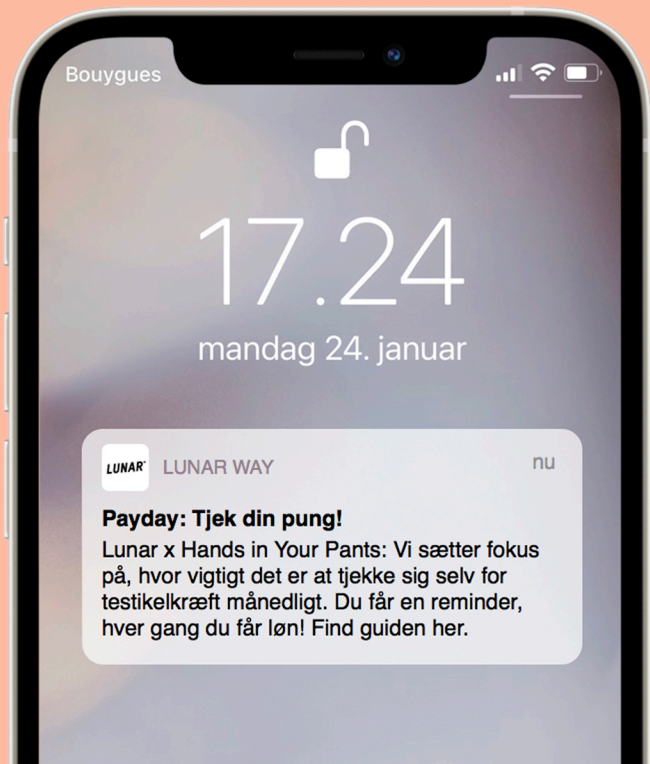 Bouygues
17.24
mandag 24. januar
LUNAR®
LUNAR WAY
nu
Payday: Tjek din pung!
Lunar x Hands in Your Pants: Vi sætter fokus
på, hvor vigtigt det er at tjekke sig selv for
testikelkræft månedligt. Du får en reminder,
hver gang du får løn! Find guiden her.